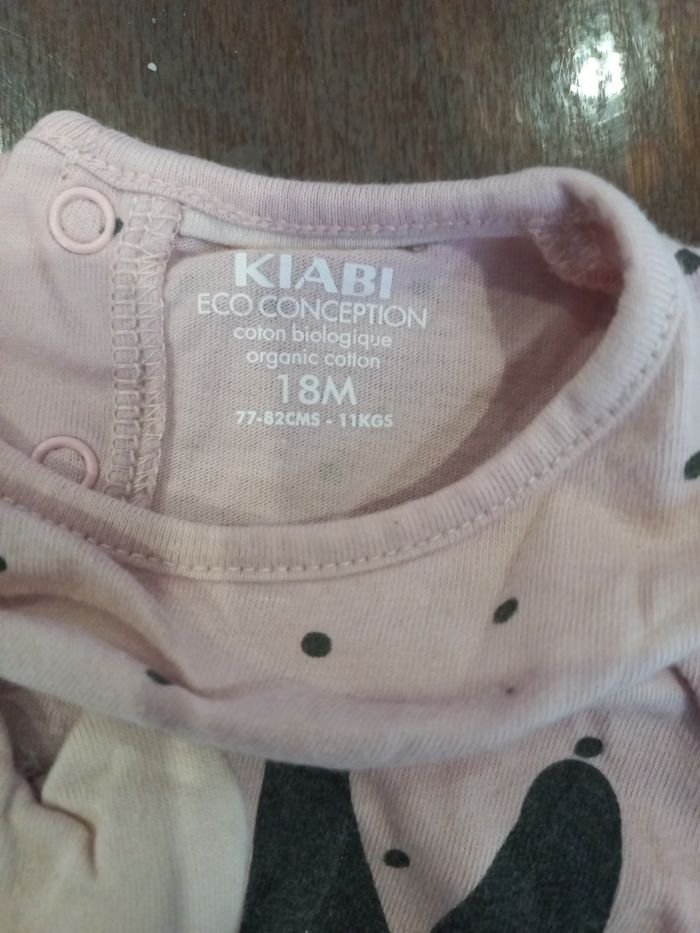 KIABI
ECO CONCEPTION
coton biologique
organic cotton
18M
77-82CMS - 11KGS